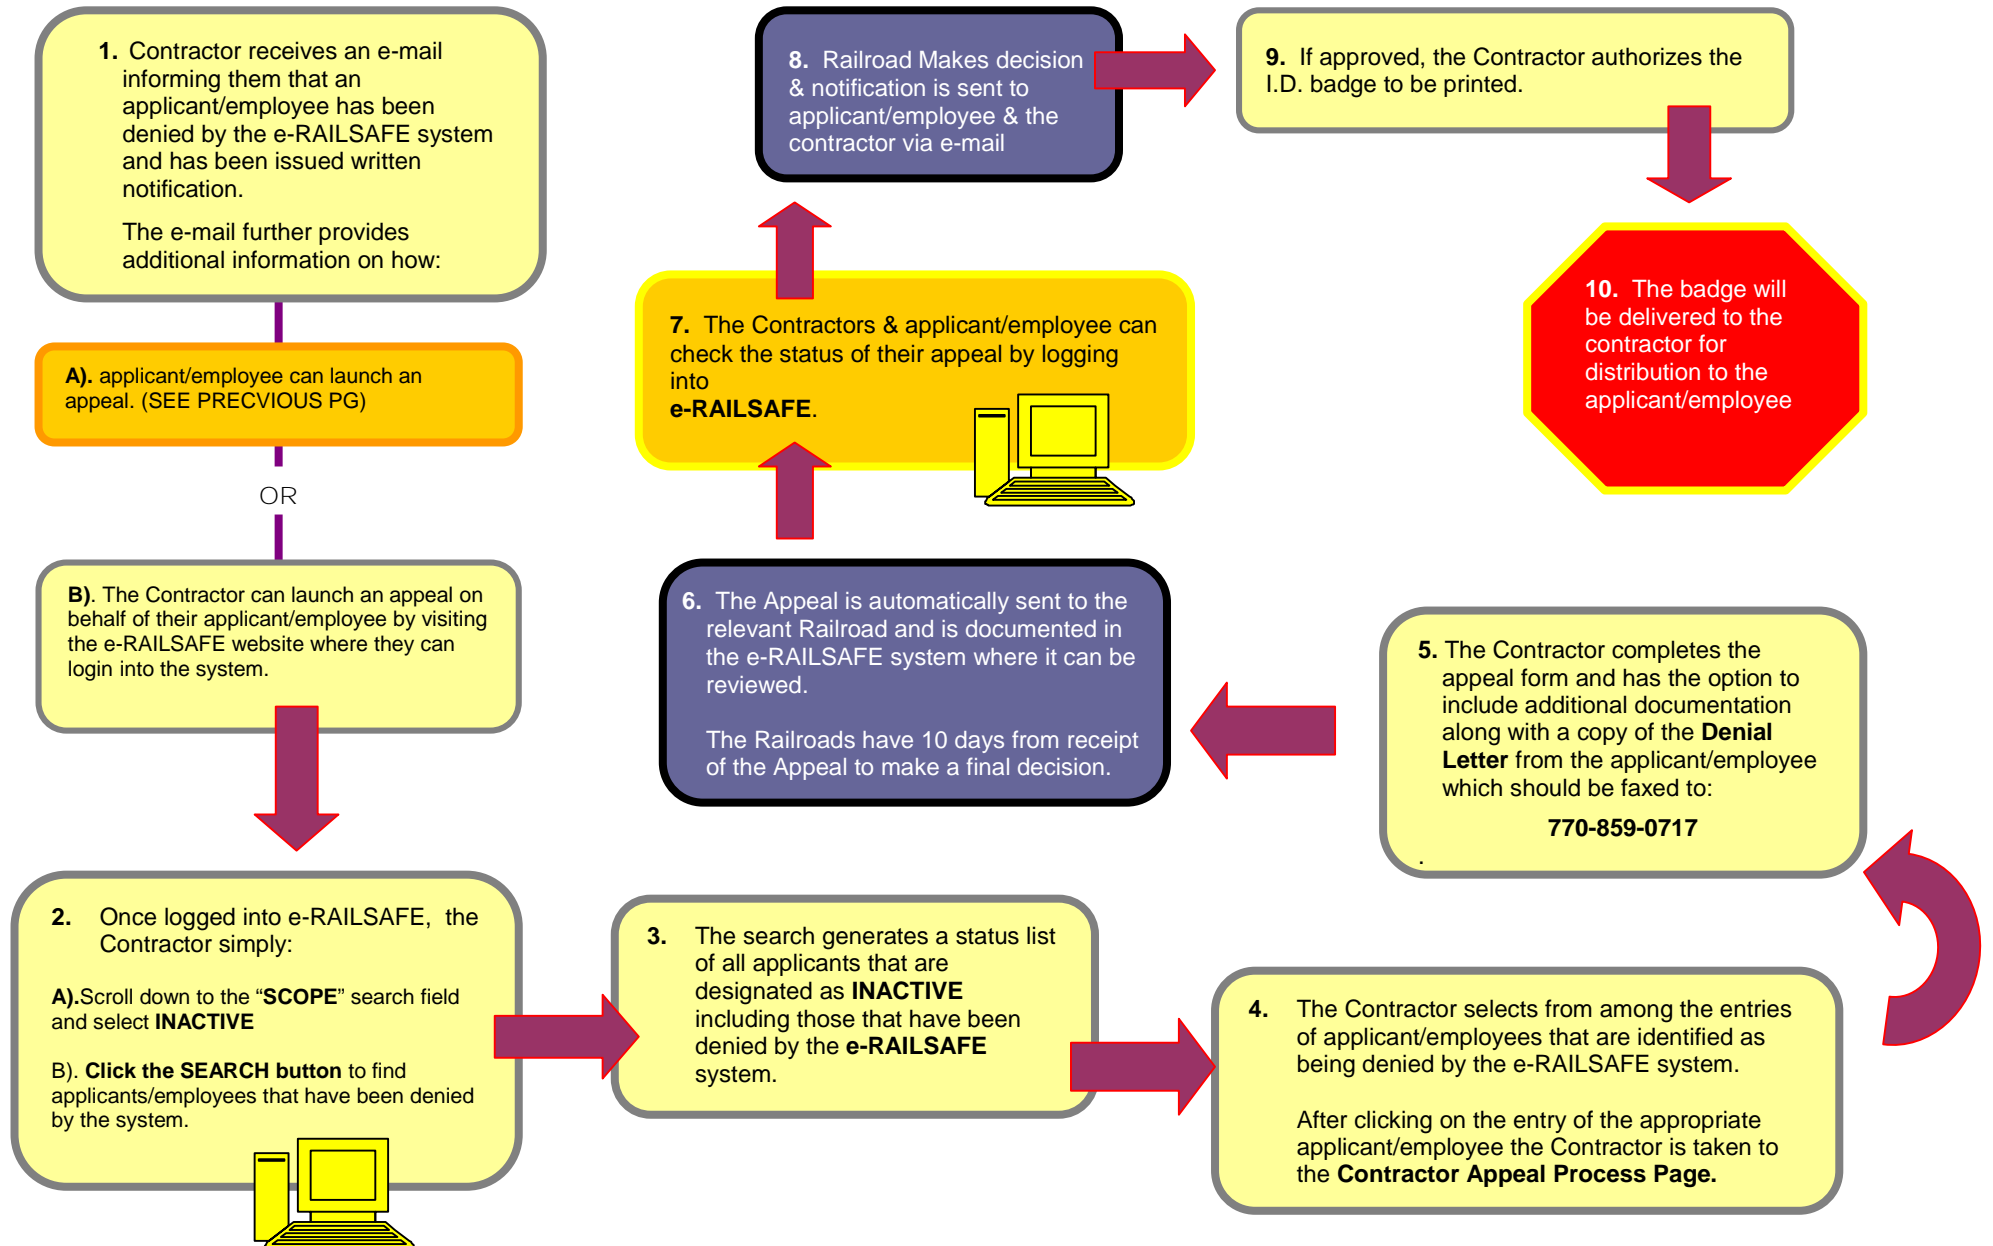 1. Contractor receives an e-mail
informing them that an
applicant/employee has been
denied by the e-RAILSAFE system
and has been issued written
notification.
The e-mail further provides
additional information on how:
A). applicant/employee can launch an
appeal. (SEE PRECVIOUS PG)
OR
B). The Contractor can launch an appeal on
behalf of their applicant/employee by visiting
the e-RAILSAFE website where they can
login into the system.
2. Once logged into e-RAILSAFE, the
Contractor simply:
A).Scroll down to the “SCOPE” search field
and select INACTIVE
B). Click the SEARCH button to find
applicants/employees that have been denied
by the system.
3. The search generates a status list
of all applicants that are
designated as INACTIVE
including those that have been
denied by the e-RAILSAFE
system.
4. The Contractor selects from among the entries
of applicant/employees that are identified as
being denied by the e-RAILSAFE system.
After clicking on the entry of the appropriate
applicant/employee the Contractor is taken to
the Contractor Appeal Process Page.
5. The Contractor completes the
appeal form and has the option to
include additional documentation
along with a copy of the Denial
Letter from the applicant/employee
which should be faxed to:
770-859-0717
.
6. The Appeal is automatically sent to the
relevant Railroad and is documented in
the e-RAILSAFE system where it can be
reviewed.
The Railroads have 10 days from receipt
of the Appeal to make a final decision.
7. The Contractors & applicant/employee can
check the status of their appeal by logging
into
e-RAILSAFE.
8. Railroad Makes decision
& notification is sent to
applicant/employee & the
contractor via e-mail
9. If approved, the Contractor authorizes the
I.D. badge to be printed.
10. The badge will
be delivered to the
contractor for
distribution to the
applicant/employee